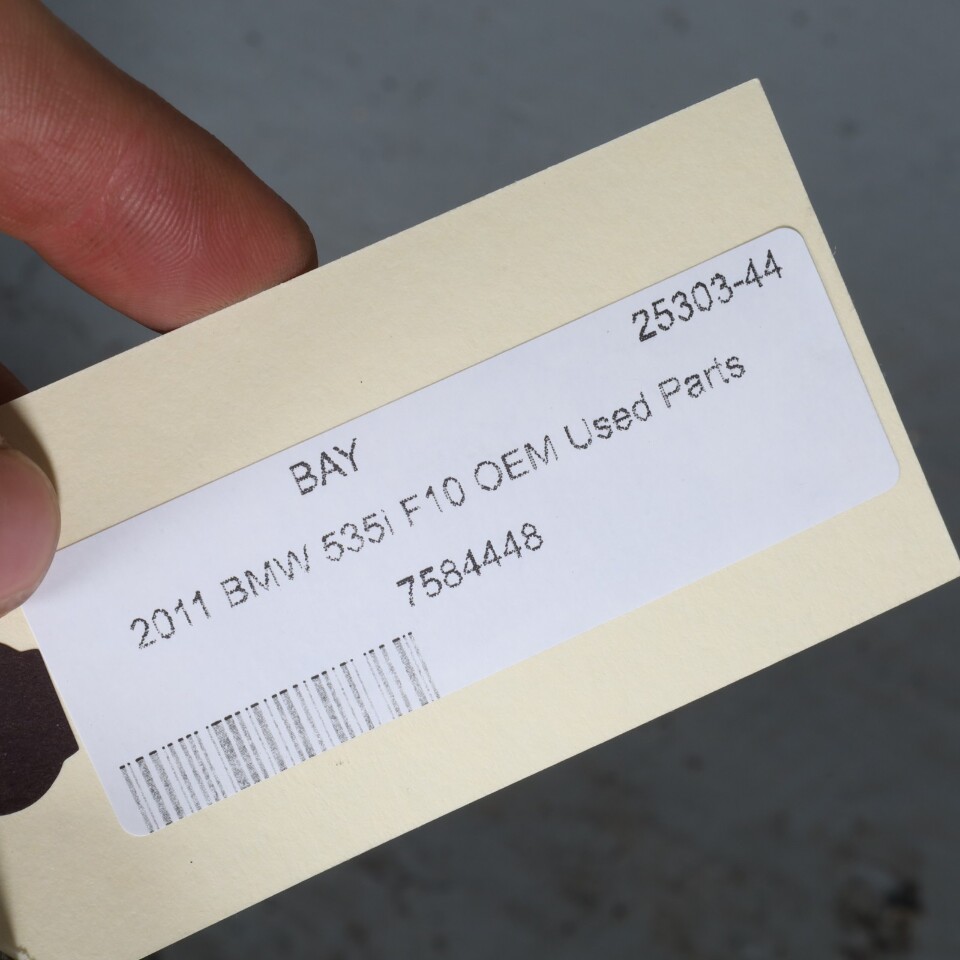 25303-44
BAY
2011 BMW 535i F10 OEM Used Parts
7584448